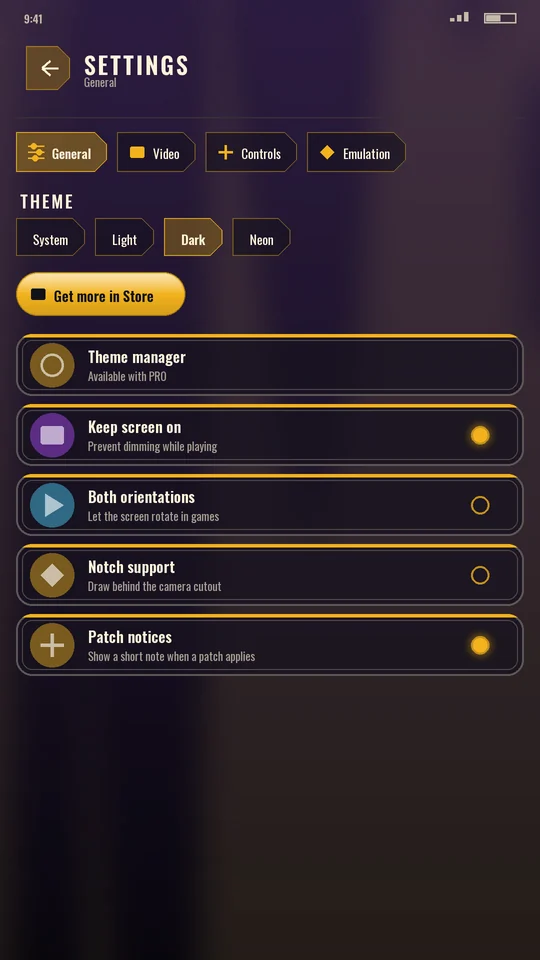 9:41
SETTINGS
General
General
Video
Controls
Emulation
THEME
System
Light
Dark
Neon
Get more in Store
Theme manager
Available with PRO
Keep screen on
Prevent dimming while playing
Both orientations
Let the screen rotate in games
Notch support
Draw behind the camera cutout
Patch notices
Show a short note when a patch applies